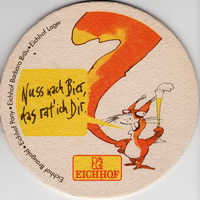 Eichhof Braugold • Eichhof Pony • Eichhof Barbara Bräu • Eichhof Lager
Nuss nach Bier,
das rat' ich Dir.
EICHHOF